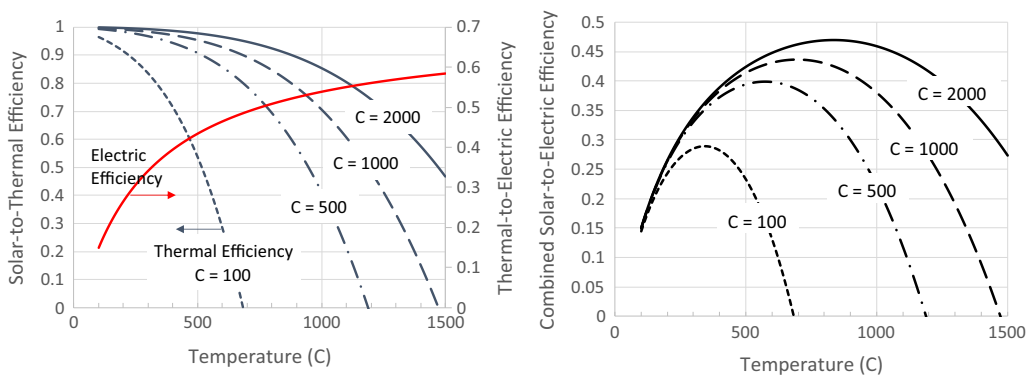 Solar-to-Thermal Efficiency
1
0.9
0.8
0.7
0.6
0.5
0.4
0.3
0.2
0.1
0
0
500
1000
1500
Temperature (C)
0.7
0.6
0.5
0.4
0.3
0.2
0.1
0.0
Thermal-to-Electric Efficiency
C = 2000
C = 1000
C = 500
Electric
Efficiency
Thermal Efficiency
C = 100
Combined Solar-to-Electric Efficiency
0.5
0.45
0.4
0.35
0.3
0.25
0.2
0.15
0.1
0.05
0
0
500
1000
1500
Temperature (C)
C = 2000
C = 1000
C = 500
C = 100